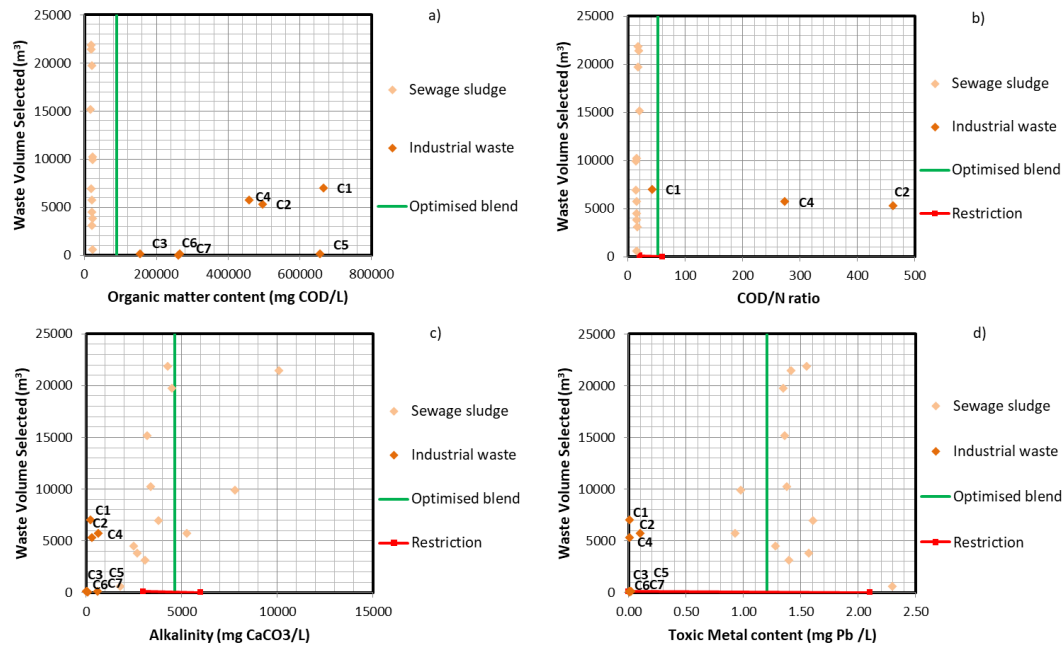 a)
Waste Volume Selected (m³)
25000
20000
15000
10000
5000
0
C1
C4
C2
C3
C6
C7
C5
0
200000
400000
600000
800000
Organic matter content (mg COD/L)
Sewage sludge
Industrial waste
Optimised blend
b)
Waste Volume Selected (m³)
25000
20000
15000
10000
5000
0
C1
C4
C2
0
100
200
300
400
500
COD/N ratio
Sewage sludge
Industrial waste
Optimised blend
Restriction
c)
Waste Volume Selected (m³)
25000
20000
15000
10000
5000
0
C1
C2
C4
C3
C5
C6
C7
0
5000
10000
15000
Alkalinity (mg CaCO3/L)
Sewage sludge
Industrial waste
Optimised blend
Restriction
d)
Waste Volume Selected (m³)
25000
20000
15000
10000
5000
0
C1
C2
C4
C3
C5
C6
C7
0.00
0.50
1.00
1.50
2.00
2.50
Toxic Metal content (mg Pb /L)
Sewage sludge
Industrial waste
Optimised blend
Restriction